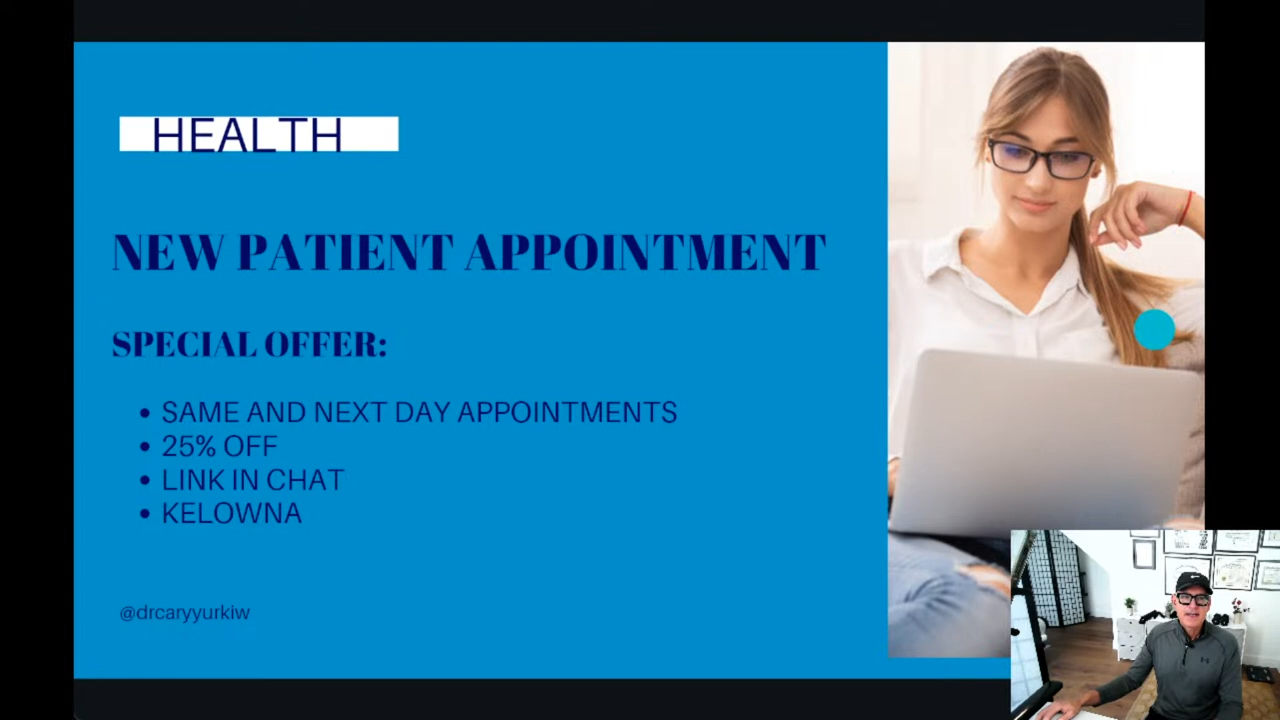 HEALTH
NEW PATIENT APPOINTMENT
SPECIAL OFFER:
• SAME AND NEXT DAY APPOINTMENTS
• 25% OFF
• LINK IN CHAT
• KELOWNA
@drcaryyurkiw